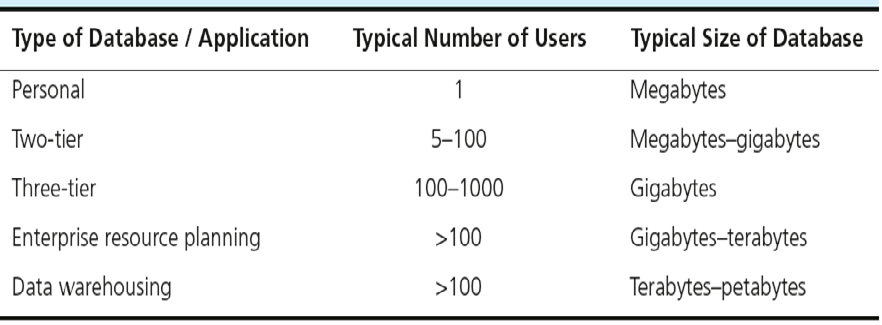 Type of Database / Application Typical Number of Users Typical Size of Database
Personal 1 Megabytes
Two-tier 5–100 Megabytes–gigabytes
Three-tier 100–1000 Gigabytes
Enterprise resource planning >100 Gigabytes–terabytes
Data warehousing >100 Terabytes–petabytes